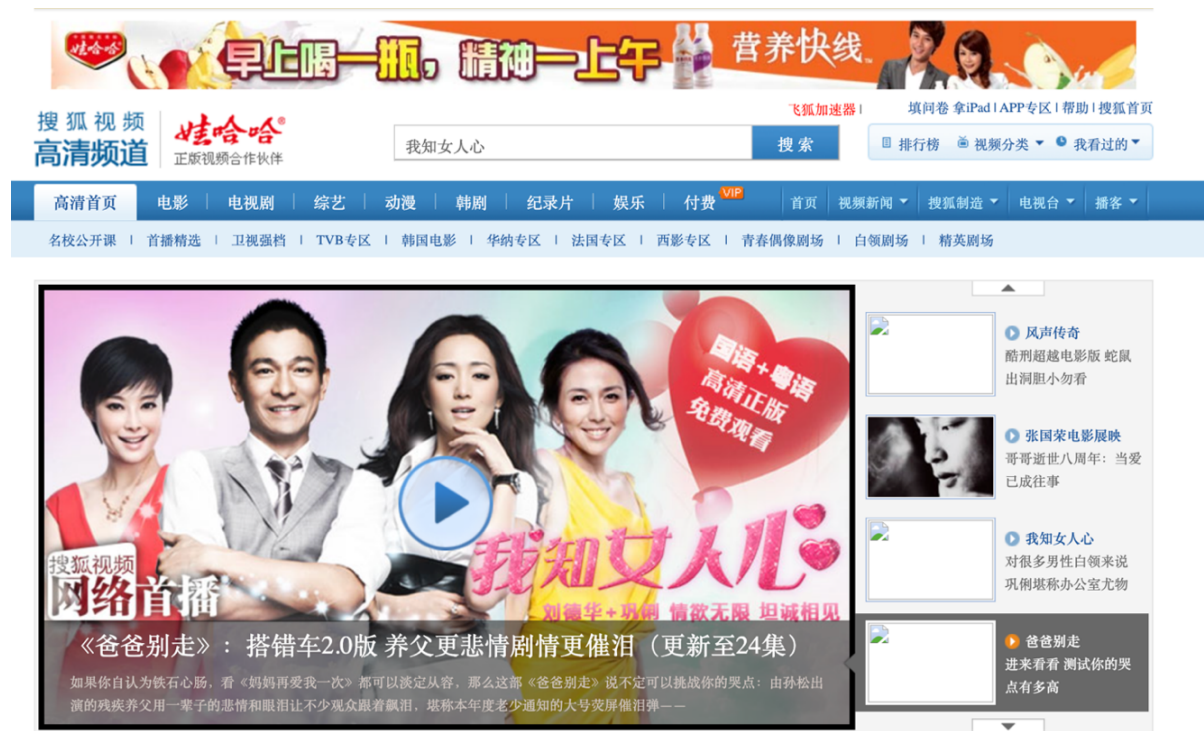 娃哈哈
早上喝一瓶，精神一上午
营养快线
飞狐加速器 |
填问卷 拿iPad | APP专区 | 帮助 | 搜狐首页
搜狐视频
高清频道
娃哈哈®
正版视频合作伙伴
我知女人心
搜索
排行榜
视频分类
我看过的
高清首页 电影 电视剧 综艺 动漫 韩剧 纪录片 娱乐 付费 VIP 首页 视频新闻 搜狐制造 电视台 播客
名校公开课 | 首播精选 | 卫视强档 | TVB专区 | 韩国电影 | 华纳专区 | 法国专区 | 西影专区 | 青春偶像剧场 | 白领剧场 | 精英剧场
国语+粤语
高清正版
免费观看
搜狐视频
网络首播
我知女人心
刘德华+巩俐 情欲无限 坦诚相见
《爸爸别走》：搭错车2.0版 养父更悲情剧情更催泪（更新至24集）
如果你自认为铁石心肠，看《妈妈再爱我一次》都可以淡定从容，那么这部《爸爸别走》说不定可以挑战你的哭点：由孙松出
演的残疾养父用一辈子的悲情和眼泪让不少观众跟着飙泪，堪称本年度老少通知的大号荧屏催泪弹——
风声传奇
酷刑超越电影版 蛇鼠
出洞胆小勿看
张国荣电影展映
哥哥逝世八周年：当爱
已成往事
我知女人心
对很多男性白领来说
巩俐堪称办公室尤物
爸爸别走
进来看看 测试你的哭
点有多高